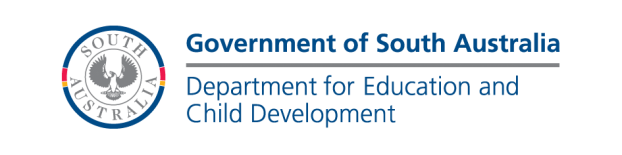 SOUTH
AUSTRALIA
Government of South Australia
Department for Education and
Child Development